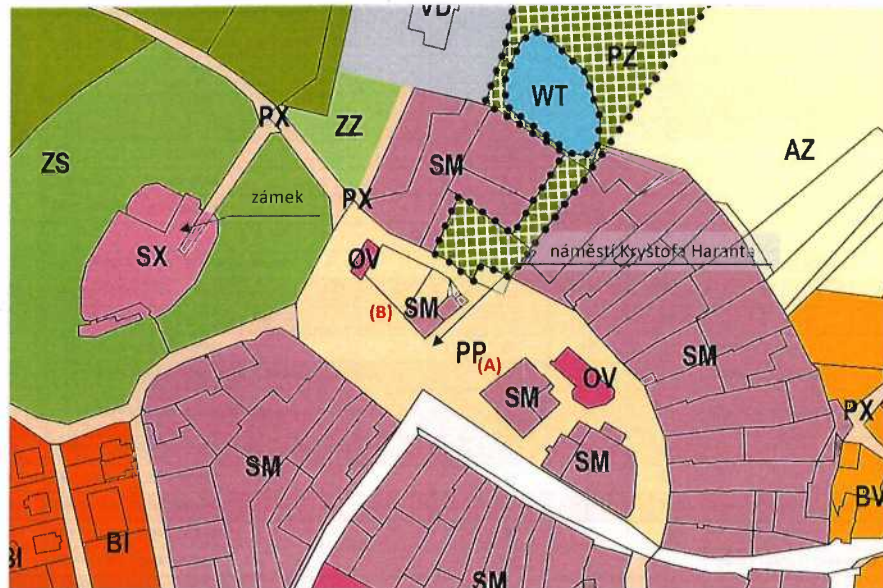 VD
PZ
WT
PX
ZZ
ZS
SM
AZ
zámek
PX
SX
OV
náměstí Kryštofa Haranta
SM
(B)
PP
(A)
SM
OV
SM
PX
SM
SM
BV
BI
BI
SM